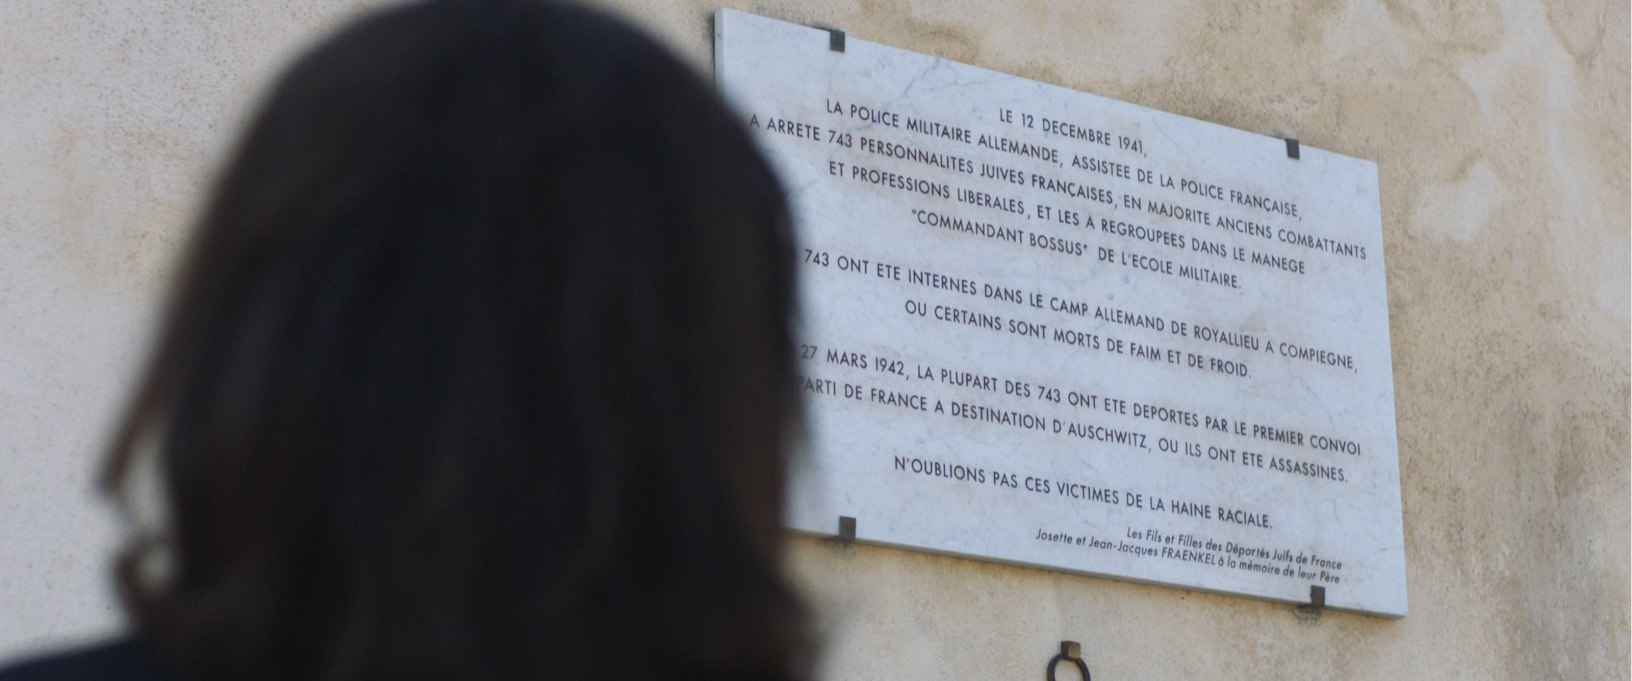 LE 12 DECEMBRE 1941,
LA POLICE MILITAIRE ALLEMANDE, ASSISTEE DE LA POLICE FRANÇAISE,
A ARRETE 743 PERSONNALITES JUIVES FRANÇAISES, EN MAJORITE ANCIENS COMBATTANTS
ET PROFESSIONS LIBERALES, ET LES A REGROUPEES DANS LE MANEGE
"COMMANDANT BOSSUS" DE L'ECOLE MILITAIRE.
743 ONT ETE INTERNES DANS LE CAMP ALLEMAND DE ROYALLIEU A COMPIEGNE,
OU CERTAINS SONT MORTS DE FAIM ET DE FROID.
27 MARS 1942, LA PLUPART DES 743 ONT ETE DEPORTES PAR LE PREMIER CONVOI
PARTI DE FRANCE A DESTINATION D'AUSCHWITZ, OU ILS ONT ETE ASSASSINES.
N'OUBLIONS PAS CES VICTIMES DE LA HAINE RACIALE.
Les Fils et Filles des Déportés Juifs de France
Josette et Jean-Jacques FRAENKEL à la mémoire de leur Père